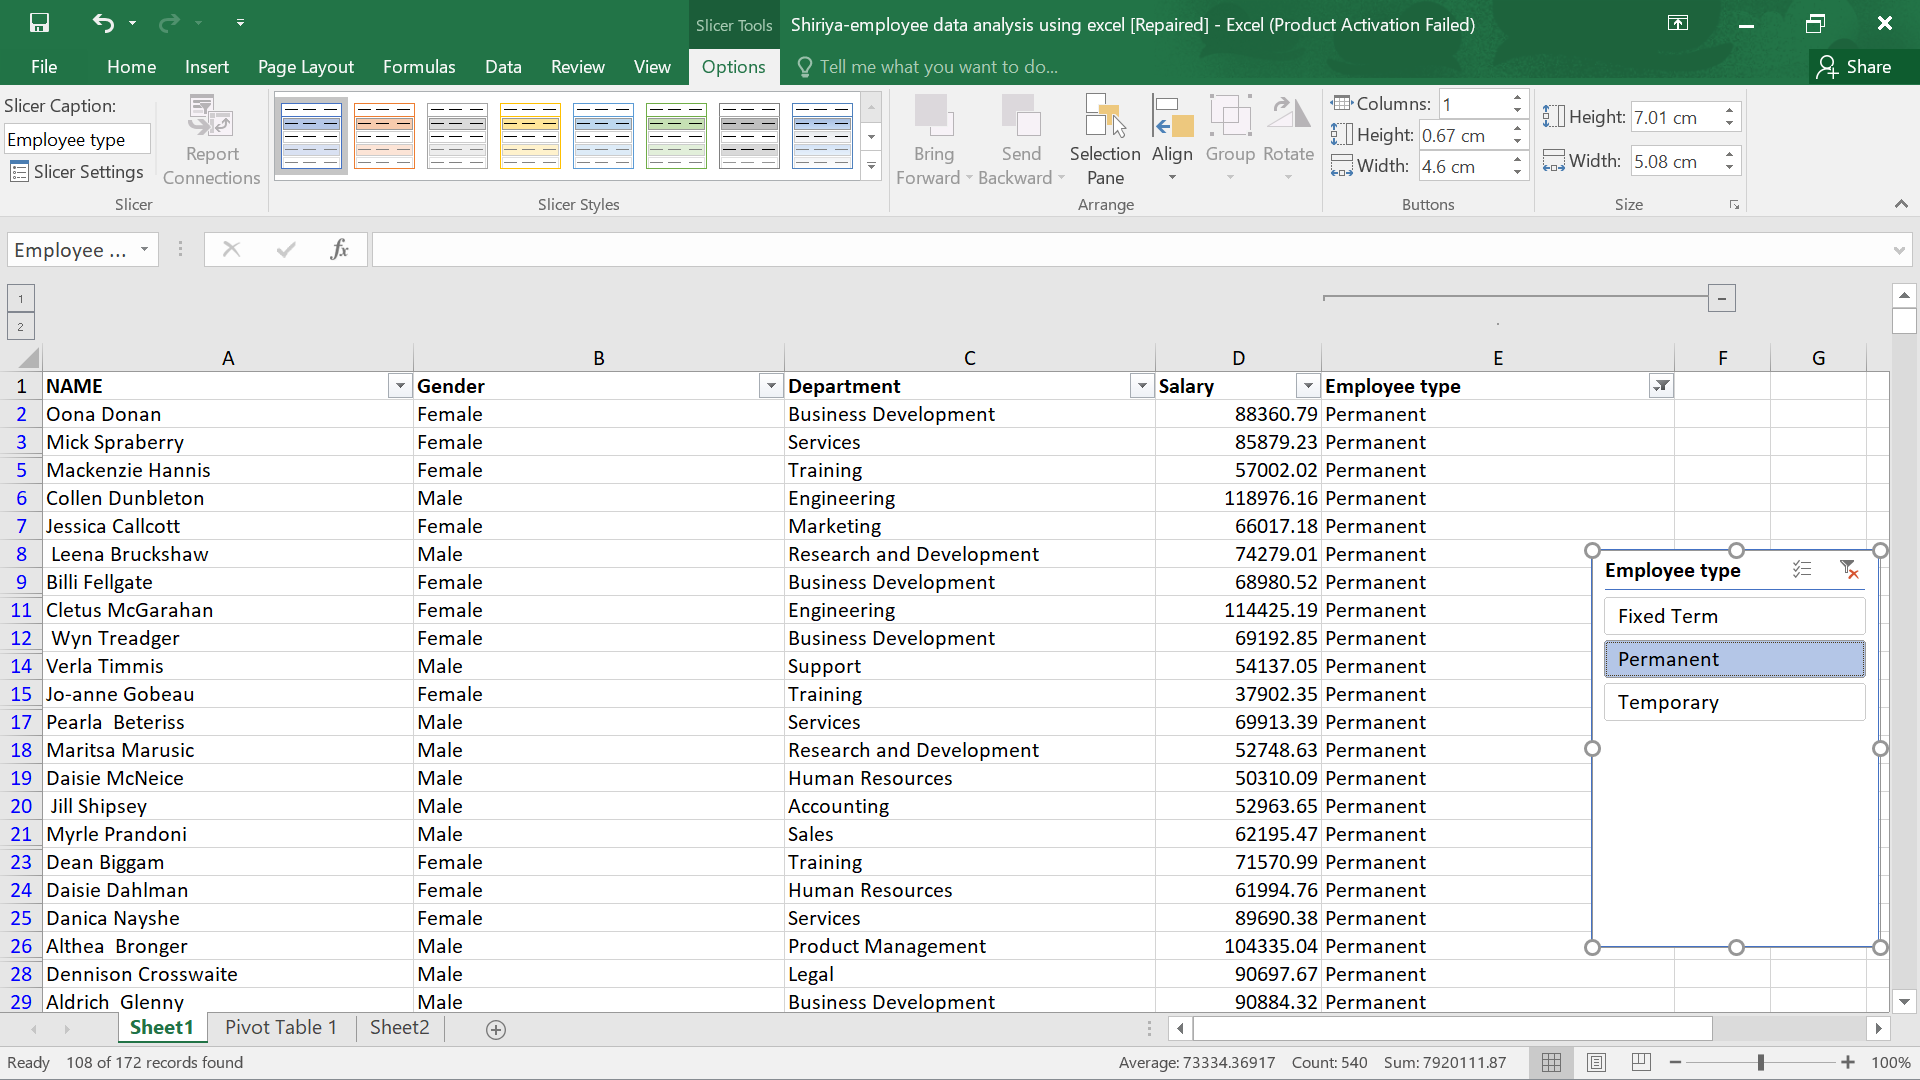 Slicer Tools Shiriya-employee data analysis using excel [Repaired] - Excel (Product Activation Failed)
File Home Insert Page Layout Formulas Data Review View Options Tell me what you want to do... Share
Slicer Caption:
Employee type
Slicer Settings
Report Connections
Slicer
Slicer Styles
Bring Forward
Send Backward
Selection Pane
Align
Group
Rotate
Arrange
Columns: 1
Height: 0.67 cm
Width: 4.6 cm
Buttons
Height: 7.01 cm
Width: 5.08 cm
Size
Employee ... fx
1
2
A B C D E F G
1 NAME Gender Department Salary Employee type
2 Oona Donan Female Business Development 88360.79 Permanent
3 Mick Spraberry Female Services 85879.23 Permanent
5 Mackenzie Hannis Female Training 57002.02 Permanent
6 Collen Dunbleton Male Engineering 118976.16 Permanent
7 Jessica Callcott Female Marketing 66017.18 Permanent
8 Leena Bruckshaw Male Research and Development 74279.01 Permanent
9 Billi Fellgate Female Business Development 68980.52 Permanent
11 Cletus McGarahan Female Engineering 114425.19 Permanent
12 Wyn Treadger Female Business Development 69192.85 Permanent
14 Verla Timmis Male Support 54137.05 Permanent
15 Jo-anne Gobeau Female Training 37902.35 Permanent
17 Pearla Beteriss Male Services 69913.39 Permanent
18 Maritsa Marusic Male Research and Development 52748.63 Permanent
19 Daisie McNeice Male Human Resources 50310.09 Permanent
20 Jill Shipsey Male Accounting 52963.65 Permanent
21 Myrle Prandoni Male Sales 62195.47 Permanent
23 Dean Biggam Female Training 71570.99 Permanent
24 Daisie Dahlman Female Human Resources 61994.76 Permanent
25 Danica Nayshe Female Services 89690.38 Permanent
26 Althea Bronger Male Product Management 104335.04 Permanent
28 Dennison Crosswaite Male Legal 90697.67 Permanent
29 Aldrich Glenny Male Business Development 90884.32 Permanent
Employee type
Fixed Term
Permanent
Temporary
Sheet1 Pivot Table 1 Sheet2
Ready 108 of 172 records found Average: 73334.36917 Count: 540 Sum: 7920111.87 100%